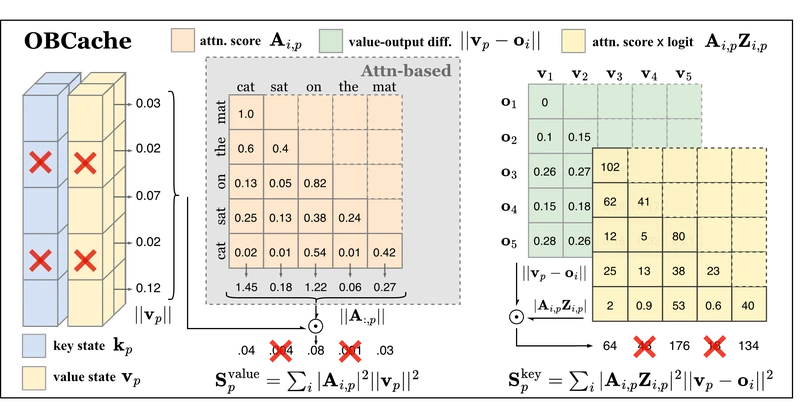 OBCache
attn. score A_{i,p}
value-output diff. ||v_p − o_i||
attn. score x logit A_{i,p}Z_{i,p}
Attn-based
cat sat on the mat
mat 1.0
the 0.6 0.4
on 0.13 0.05 0.82
sat 0.25 0.13 0.38 0.24
cat 0.02 0.01 0.54 0.01 0.42
1.45 0.18 1.22 0.06 0.27
||A_{:,p}||
0.03
0.02
0.07
0.02
0.12
||v_p||
key state k_p
value state v_p
.04 .08 .03
S_p^{value} = ∑_i |A_{i,p}|^2||v_p||^2
v_1 v_2 v_3 v_4 v_5
o_1 0
o_2 0.1 0.15
o_3 0.26 0.27
o_4 0.15 0.18
o_5 0.28 0.26
102
62 41
12 5 80
25 13 38 23
2 0.9 53 0.6 40
||v_p − o_i||
|A_{i,p}Z_{i,p}|
64 176 134
S_p^{key} = ∑_i |A_{i,p}Z_{i,p}|^2||v_p − o_i||^2